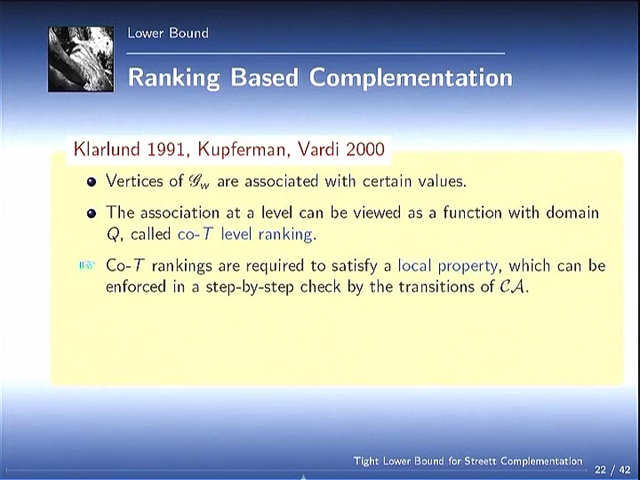 Lower Bound
Ranking Based Complementation
Klarlund 1991, Kupferman, Vardi 2000
Vertices of 𝒢w are associated with certain values.
The association at a level can be viewed as a function with domain
Q, called co-T level ranking.
Co-T rankings are required to satisfy a local property, which can be
enforced in a step-by-step check by the transitions of 𝒞𝒜.
Tight Lower Bound for Streett Complementation
22 / 42